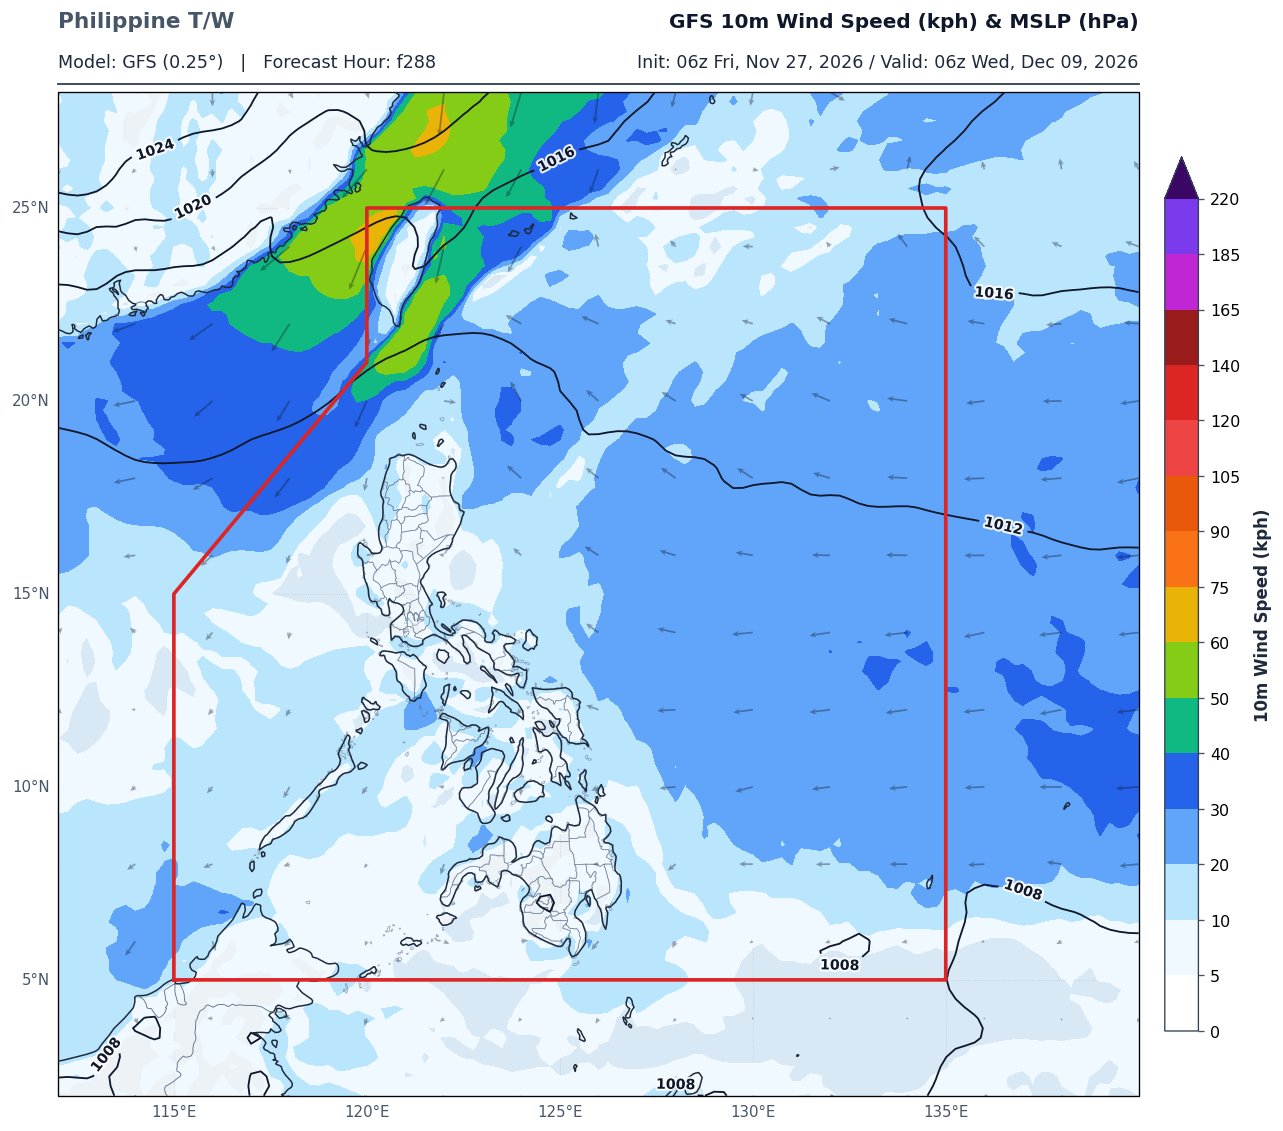 Philippine T/W
GFS 10m Wind Speed (kph) & MSLP (hPa)
Model: GFS (0.25°) | Forecast Hour: f288
Init: 06z Fri, Nov 27, 2026 / Valid: 06z Wed, Dec 09, 2026
1024
1020
1016
1016
1012
1008
1008
1008
1008
25°N
20°N
15°N
10°N
5°N
115°E
120°E
125°E
130°E
135°E
220
185
165
140
120
105
90
75
60
50
40
30
20
10
5
0
10m Wind Speed (kph)